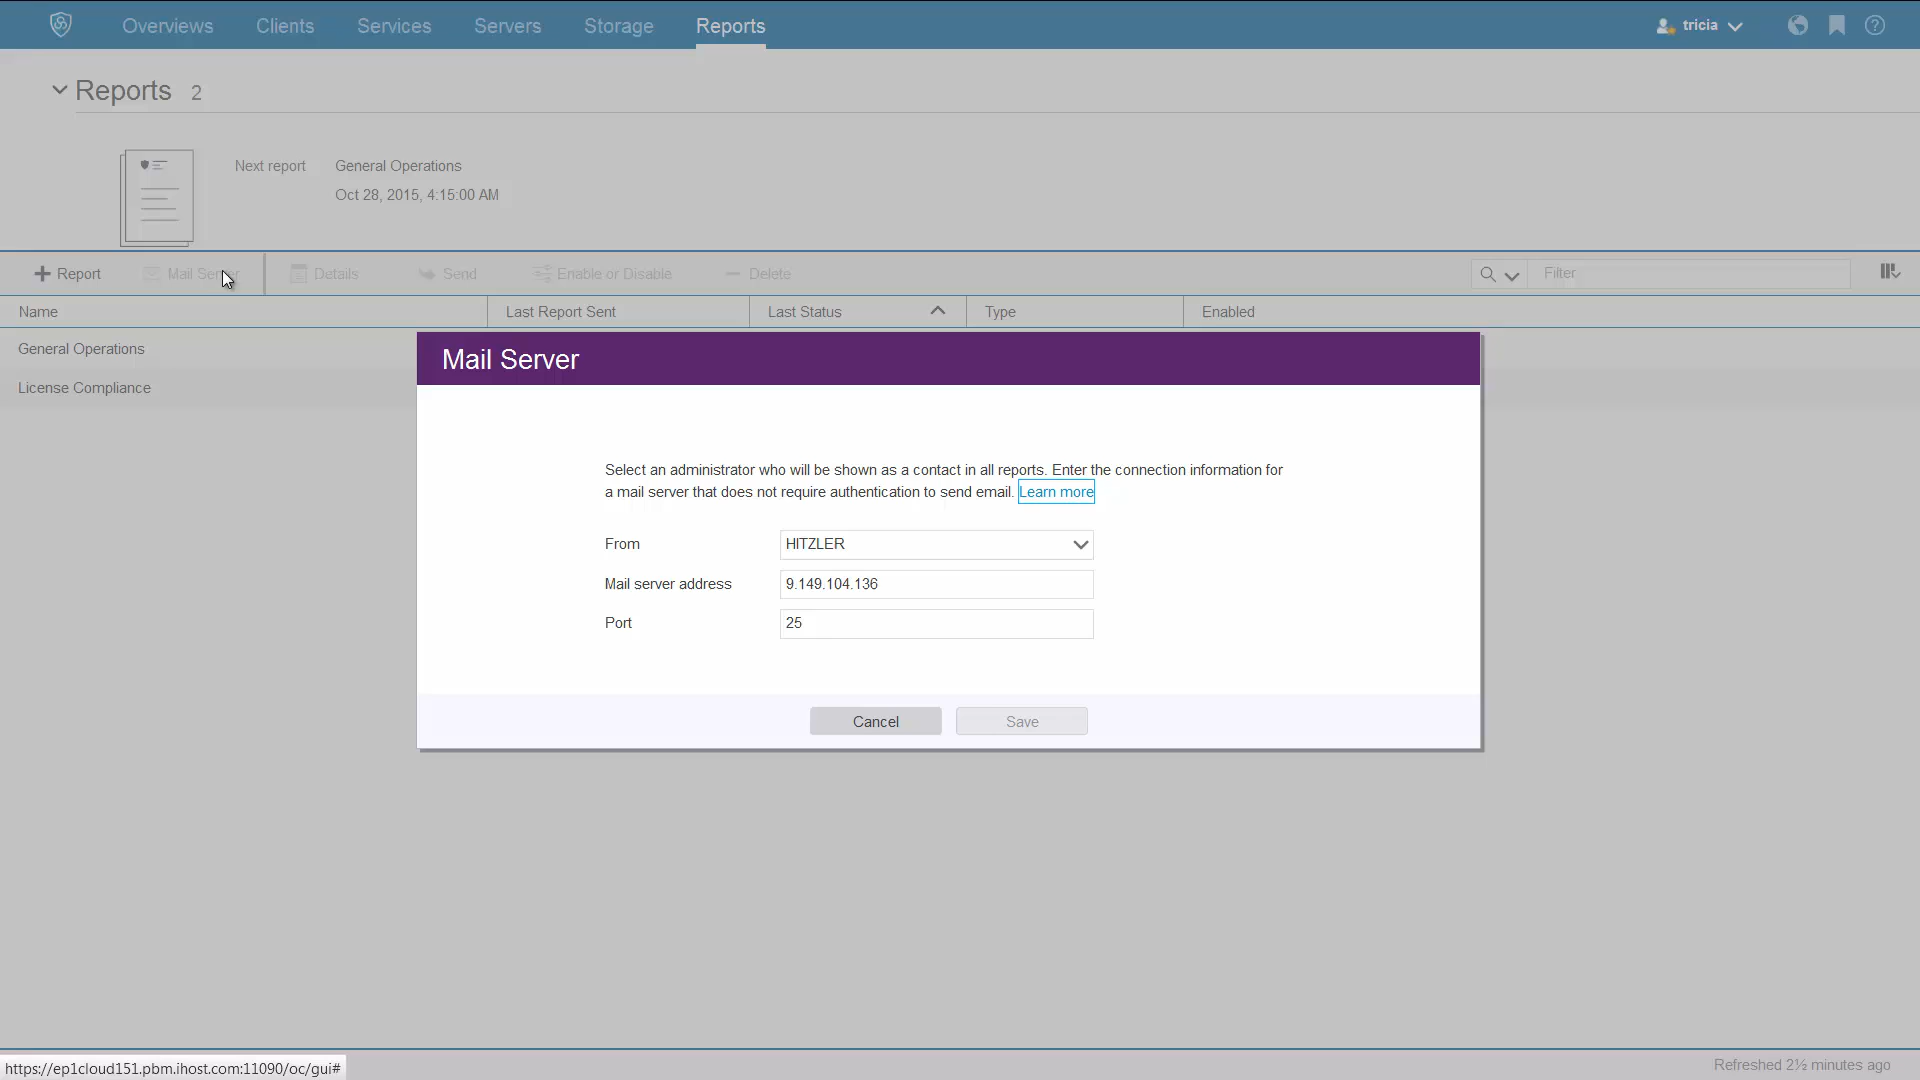 Overviews Clients Services Servers Storage Reports tricia
Reports 2
Next report General Operations
Oct 28, 2015, 4:15:00 AM
Report Mail Server Details Send Enable or Disable Delete Filter
Name Last Report Sent Last Status Type Enabled
General Operations
License Compliance
Mail Server
Select an administrator who will be shown as a contact in all reports. Enter the connection information for
a mail server that does not require authentication to send email. Learn more
From HITZLER
Mail server address 9.149.104.136
Port 25
Cancel Save
https://ep1cloud151.pbm.ihost.com:11090/oc/gui#
Refreshed 2½ minutes ago